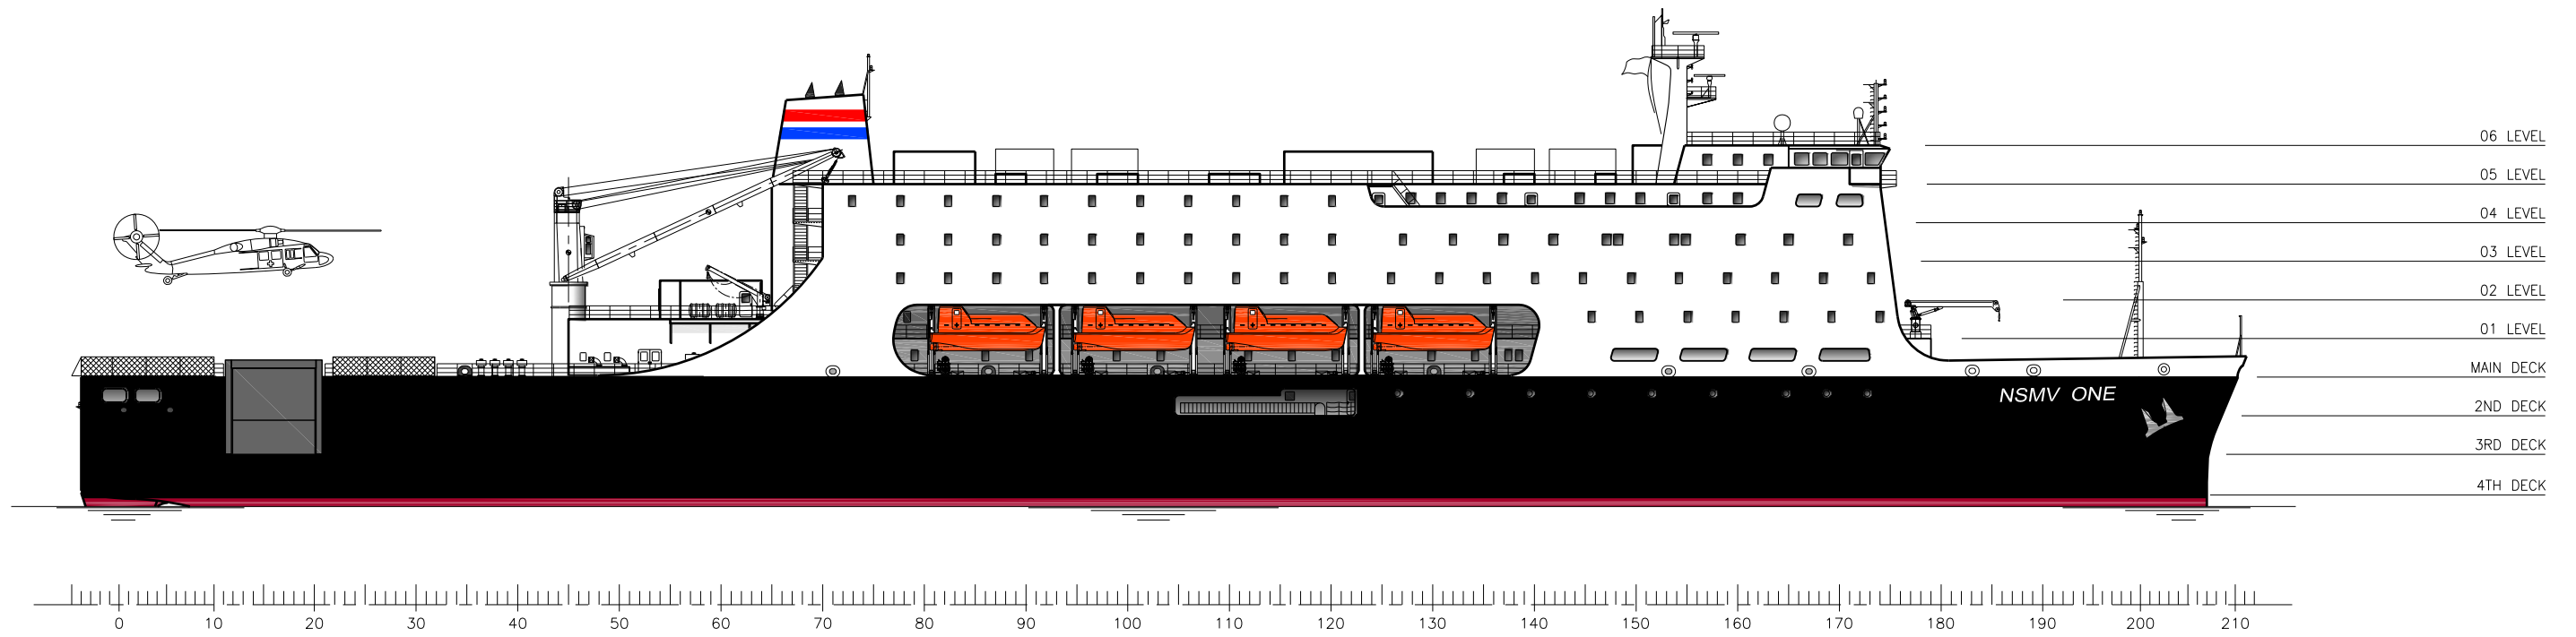 06 LEVEL
05 LEVEL
04 LEVEL
03 LEVEL
02 LEVEL
01 LEVEL
MAIN DECK
NSMV ONE
2ND DECK
3RD DECK
4TH DECK
0 10 20 30 40 50 60 70 80 90 100 110 120 130 140 150 160 170 180 190 200 210